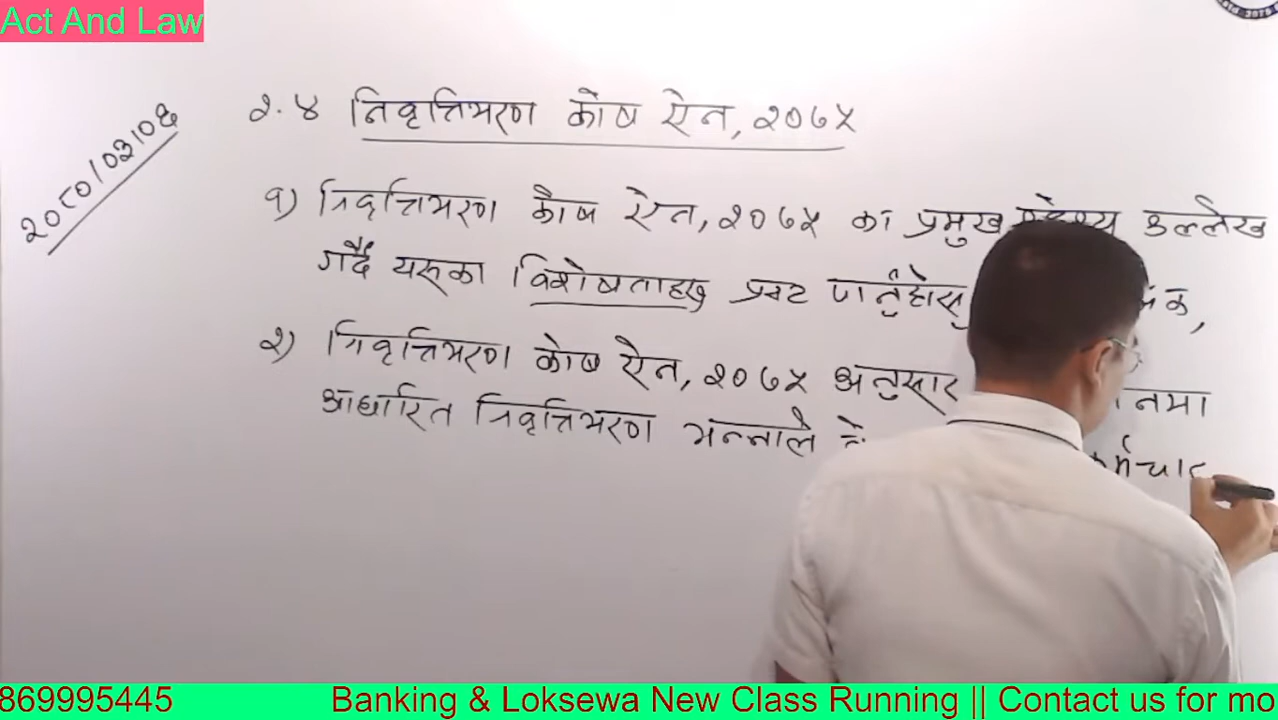 Act And Law
२०८०/०३/०६
२.४ निवृत्तिभरण कोष ऐन, २०७५
१) निवृत्तिभरण कोष ऐन, २०७५ का प्रमुख उल्लेख
गर्दै यसका विशेषताहरु प्रस्ट पार्नुहोस्
२) निवृत्तिभरण कोष ऐन, २०७५ अनुसार
आधारित निवृत्तिभरण भन्नाले
869995445 Banking & Loksewa New Class Running || Contact us for mo